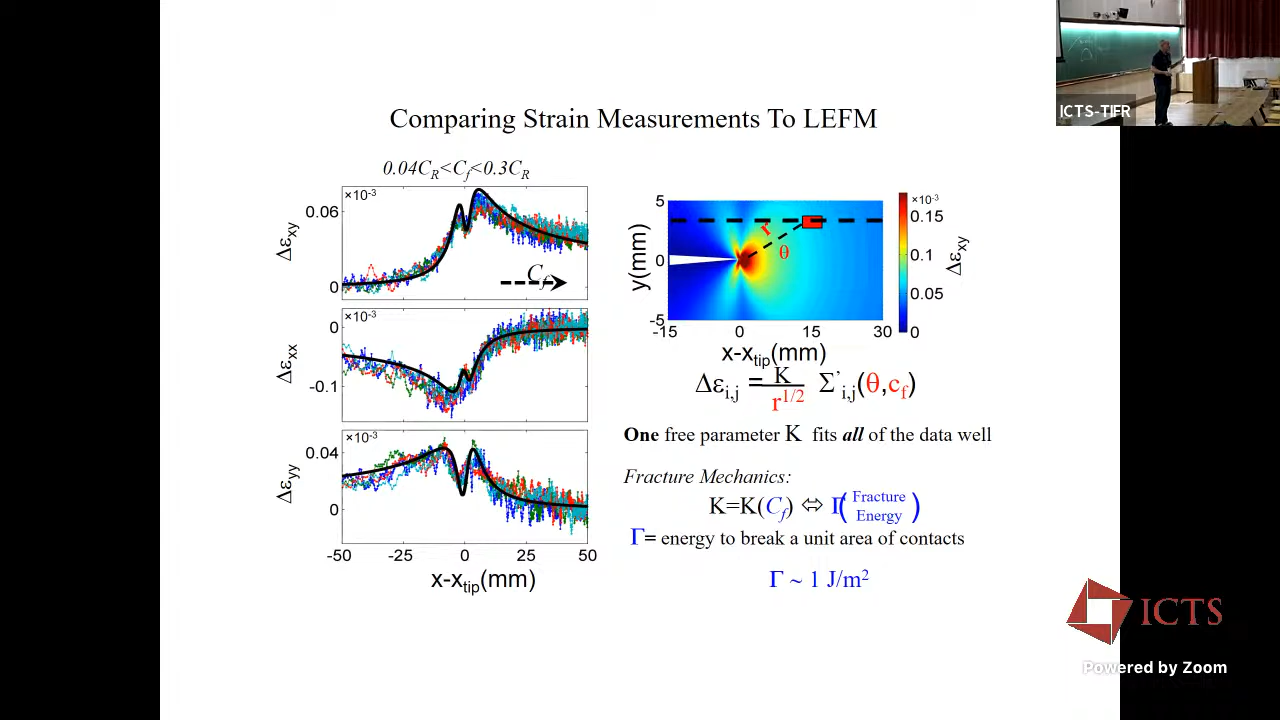 Comparing Strain Measurements To LEFM
0.04C_R<C_f<0.3C_R
×10^-3
0.06
0
Δε_xy
C_f
×10^-3
0
-0.1
Δε_xx
×10^-3
0.04
0
Δε_yy
-50 -25 0 25 50
x-x_tip(mm)
5
0
-5
y(mm)
r
θ
-15 0 15 30
x-x_tip(mm)
×10^-3
0.15
0.1
0.05
0
Δε_xy
Δε_i,j = K / r^1/2 Σ'_i,j(θ,c_f)
One free parameter K fits all of the data well
Fracture Mechanics:
K=K(C_f) ⇔ Γ( Fracture Energy )
Γ= energy to break a unit area of contacts
Γ ~ 1 J/m²
ICTS-TIFR
ICTS
Powered by Zoom